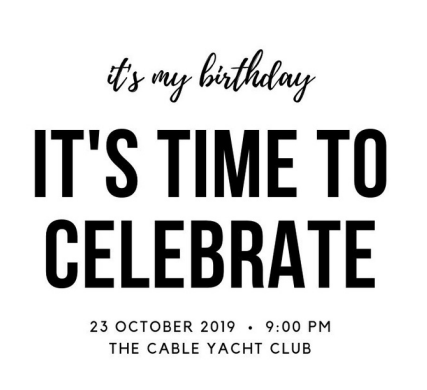 it's my birthday
IT'S TIME TO
CELEBRATE
23 OCTOBER 2019 • 9:00 PM
THE CABLE YACHT CLUB